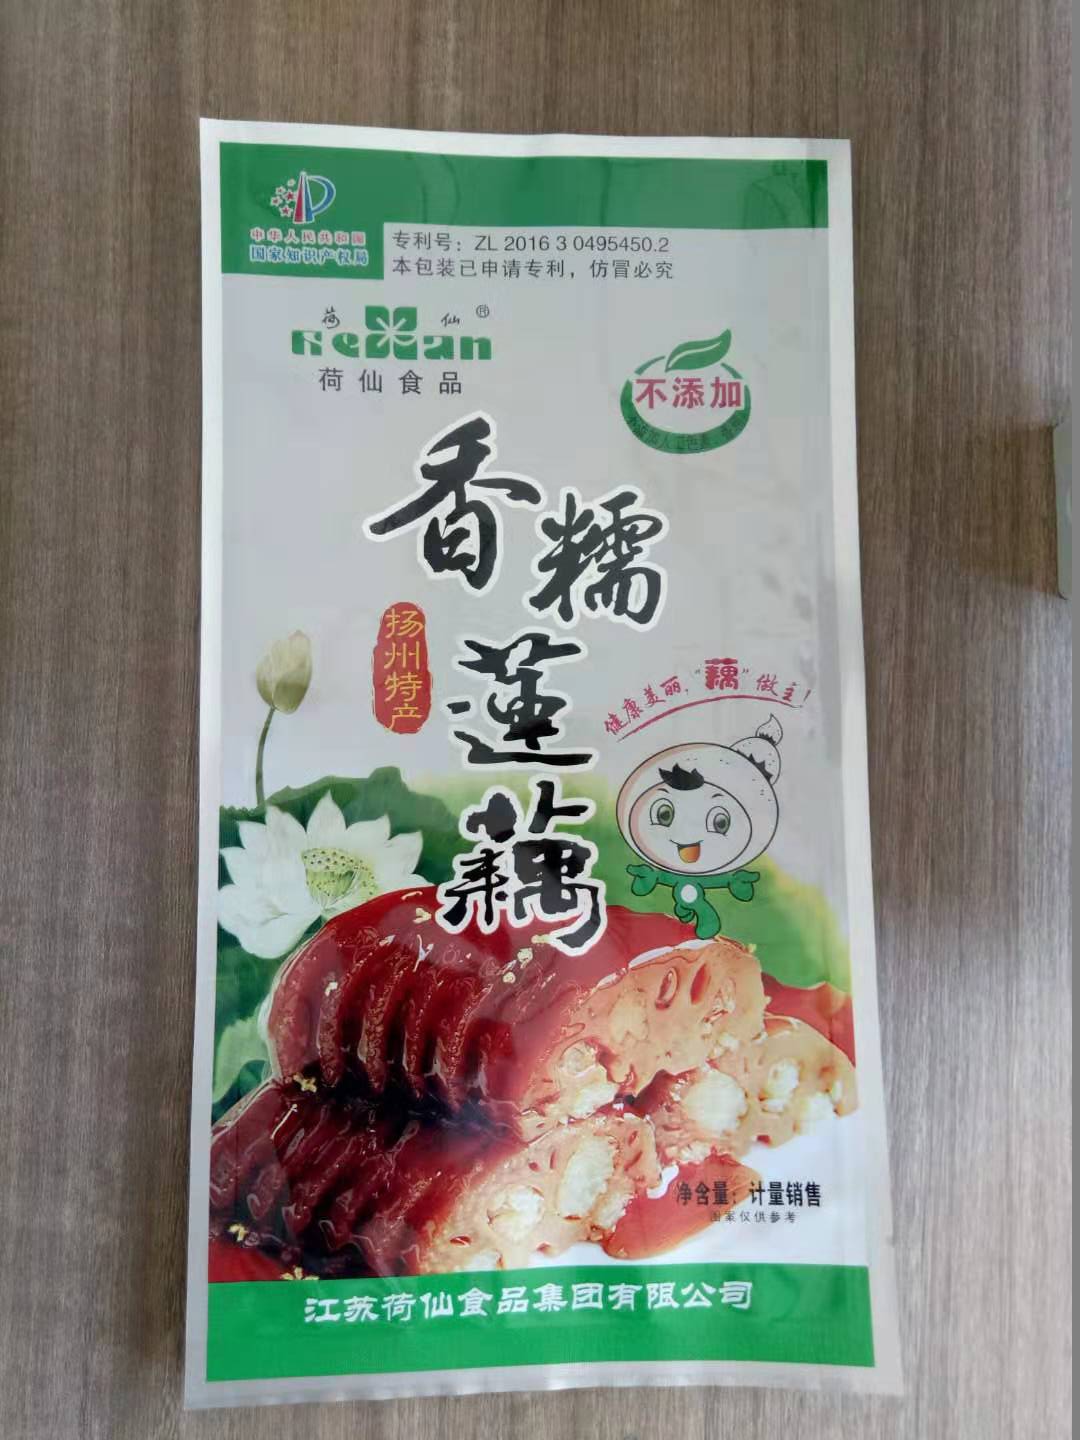 中华人民共和国
国家知识产权局
专利号：ZL 2016 3 0495450.2
本包装已申请专利，仿冒必究
荷 仙 ®
HeXian
荷仙食品
不添加
香糯
蓮藕
扬州特产
健康美丽，“藕”做主！
净含量：计量销售
图案仅供参考
江苏荷仙食品集团有限公司